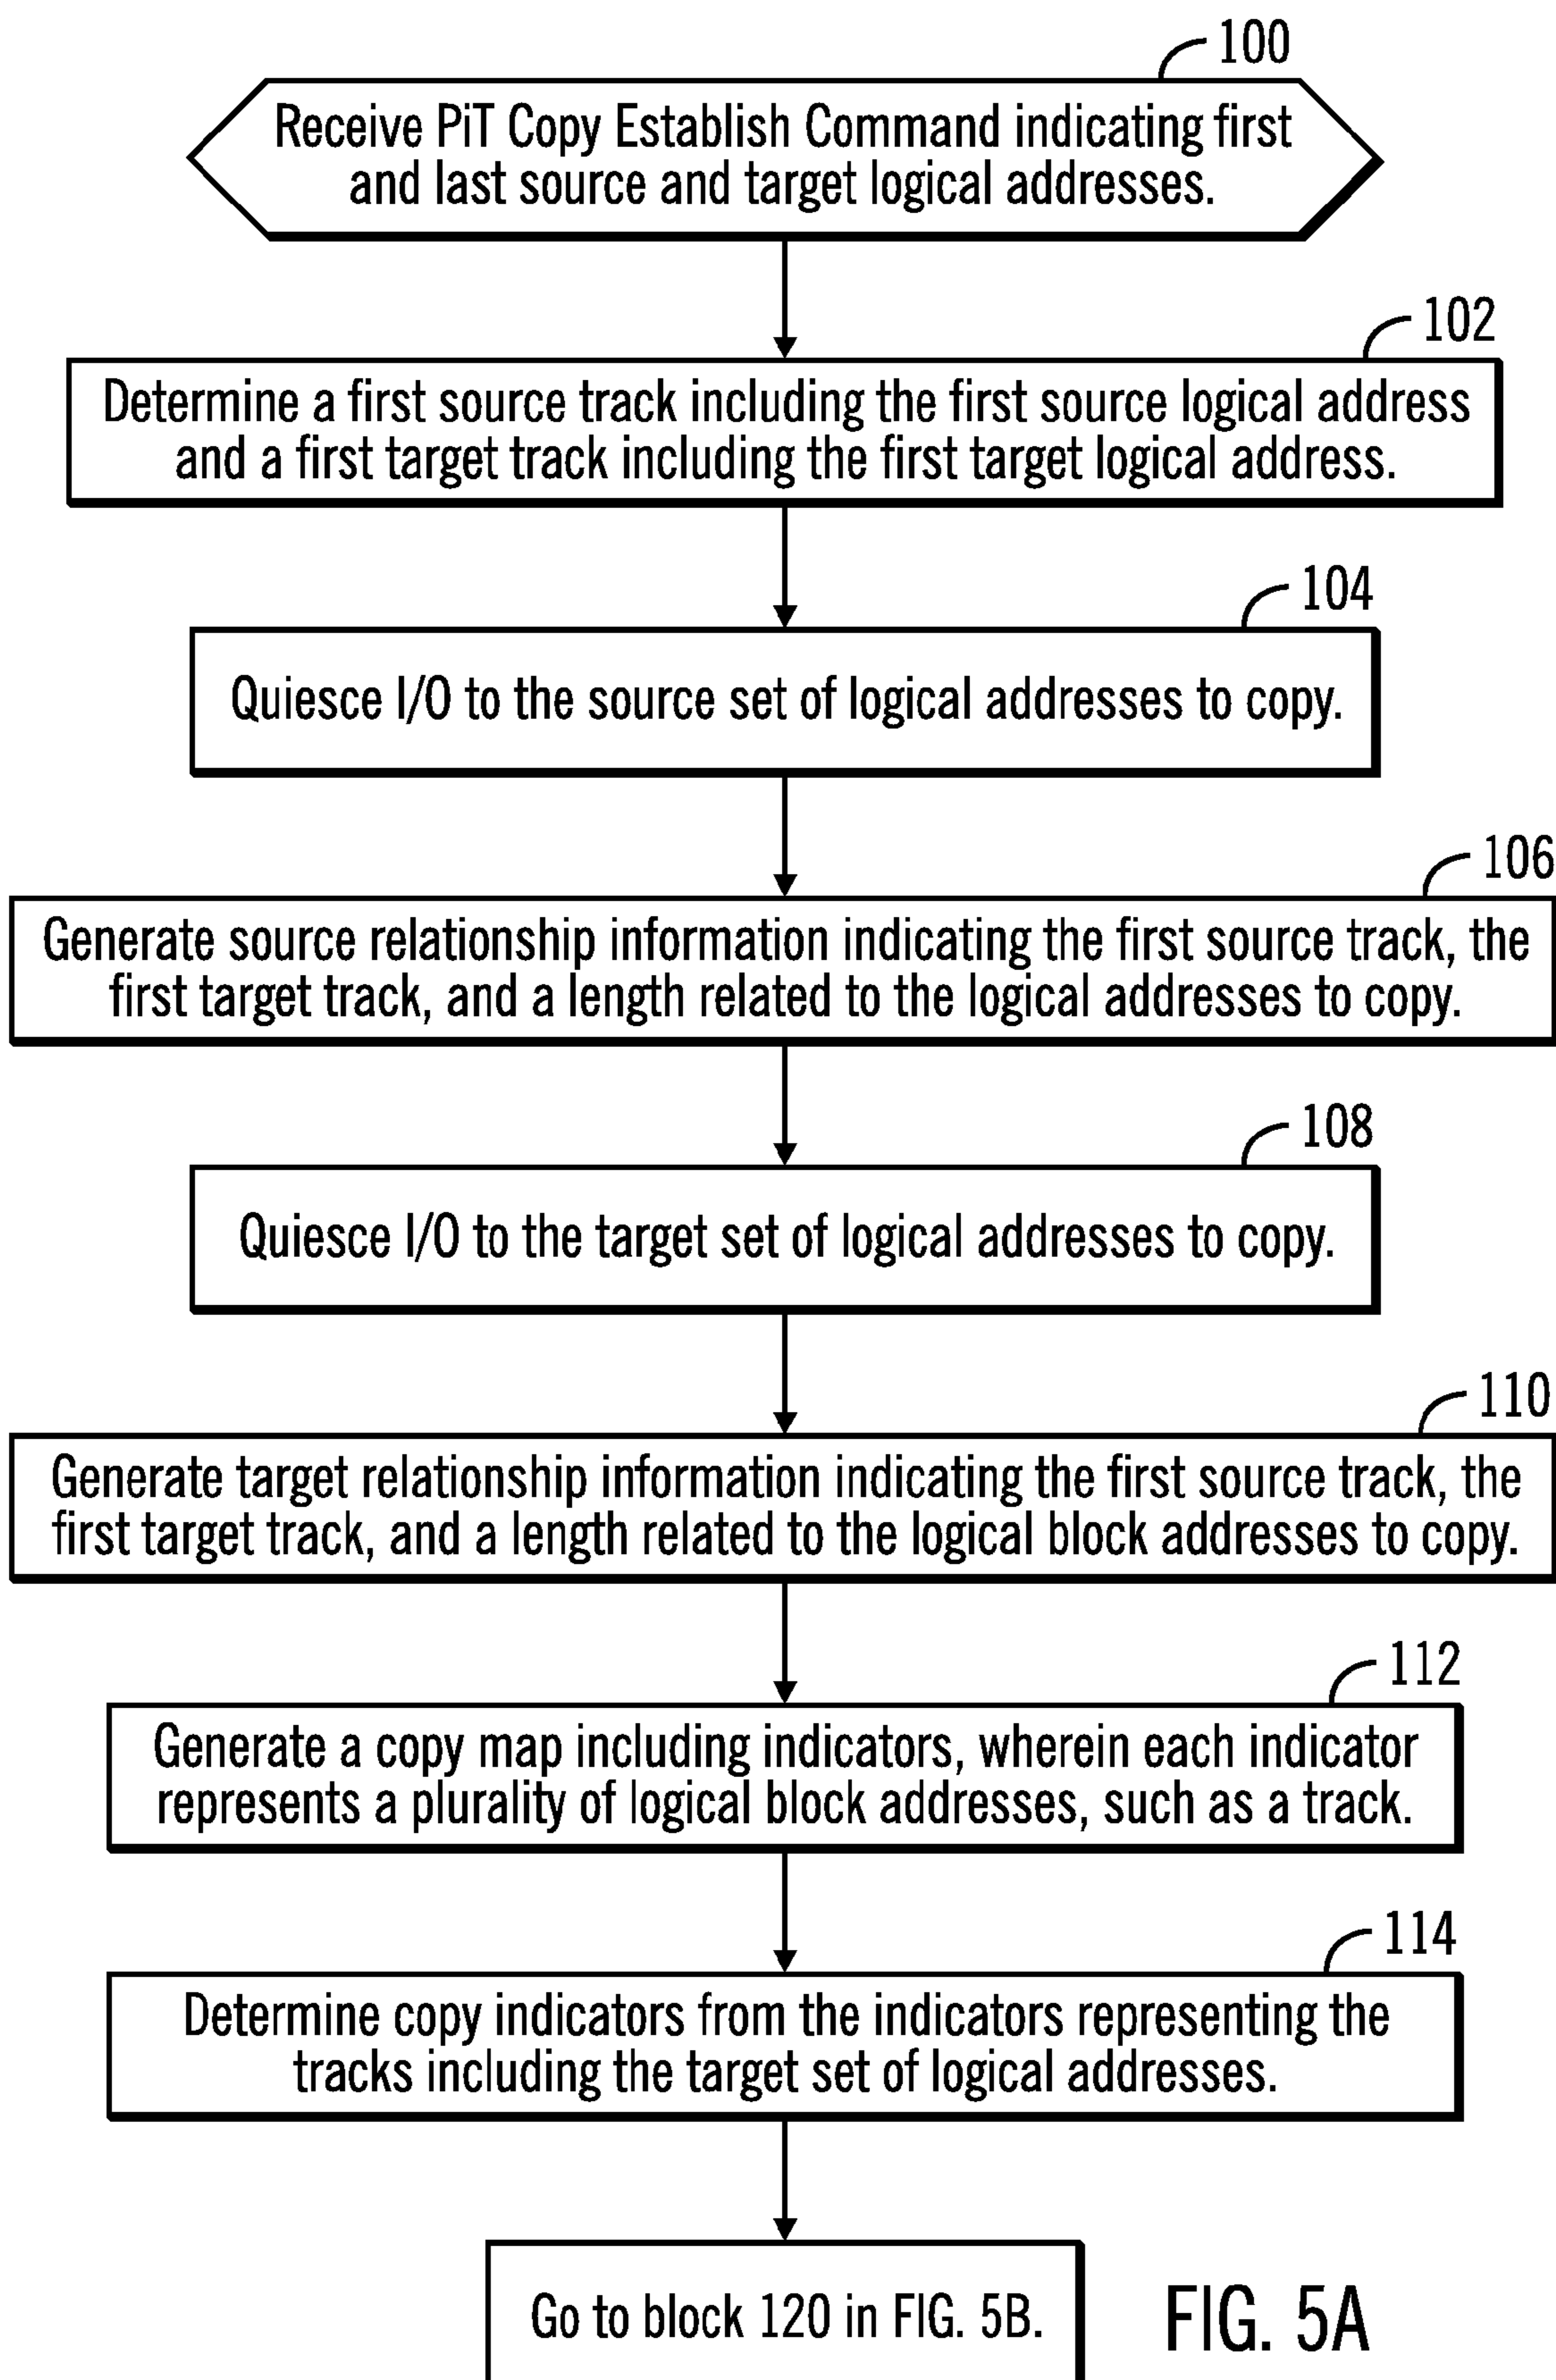 100
Receive PiT Copy Establish Command indicating first
and last source and target logical addresses.
102
Determine a first source track including the first source logical address
and a first target track including the first target logical address.
104
Quiesce I/O to the source set of logical addresses to copy.
106
Generate source relationship information indicating the first source track, the
first target track, and a length related to the logical addresses to copy.
108
Quiesce I/O to the target set of logical addresses to copy.
110
Generate target relationship information indicating the first source track, the
first target track, and a length related to the logical block addresses to copy.
112
Generate a copy map including indicators, wherein each indicator
represents a plurality of logical block addresses, such as a track.
114
Determine copy indicators from the indicators representing the
tracks including the target set of logical addresses.
Go to block 120 in FIG. 5B.
FIG. 5A